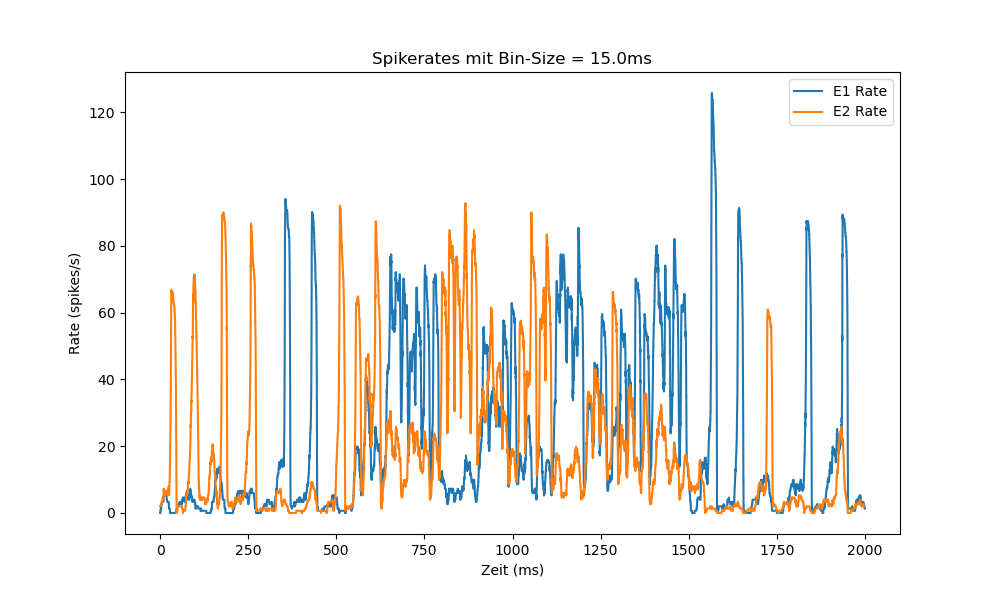 Spikerates mit Bin-Size = 15.0ms
E1 Rate
E2 Rate
Rate (spikes/s)
120
100
80
60
40
20
0
0 250 500 750 1000 1250 1500 1750 2000
Zeit (ms)